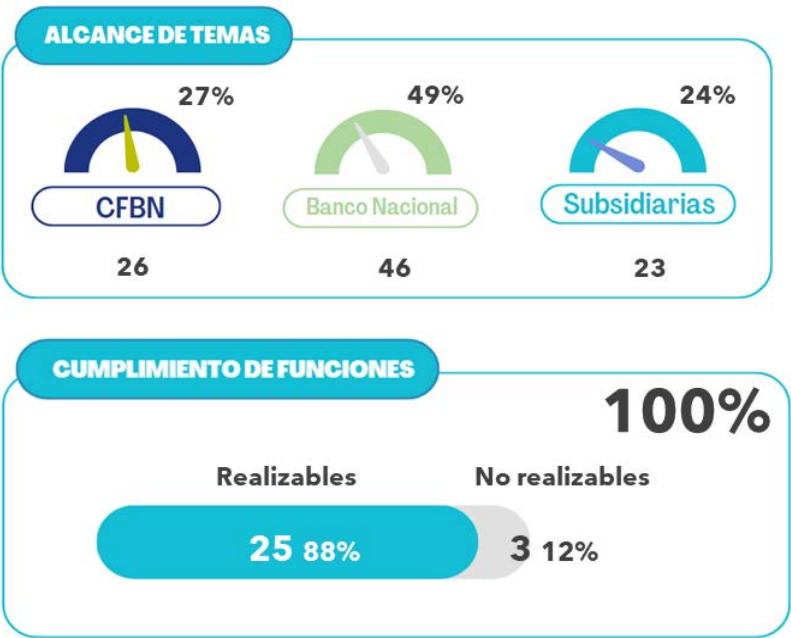 ALCANCE DE TEMAS
27% 49% 24%
CFBN Banco Nacional Subsidiarias
26 46 23
CUMPLIMIENTO DE FUNCIONES
100%
Realizables No realizables
25 88% 3 12%